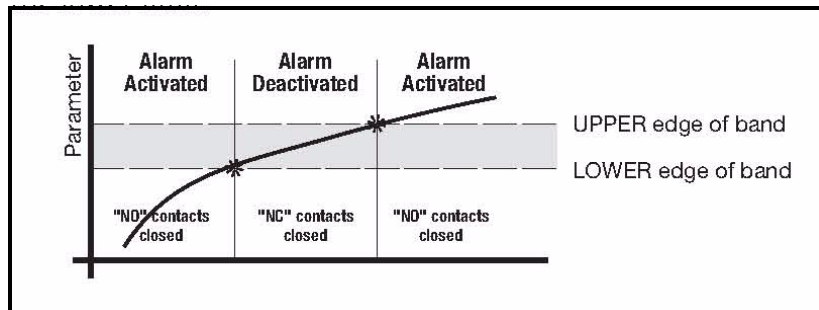 Alarm
Activated
Alarm
Deactivated
Alarm
Activated
Parameter
UPPER edge of band
LOWER edge of band
"NO" contacts
closed
"NC" contacts
closed
"NO" contacts
closed